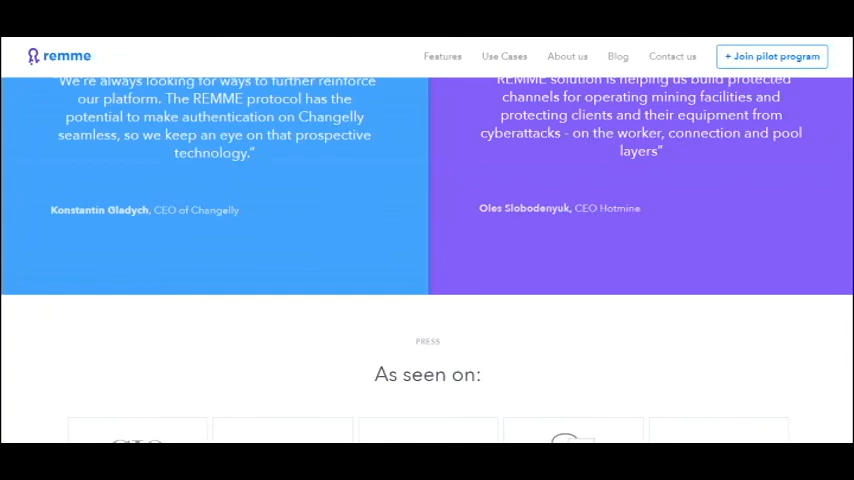 remme
Features
Use Cases
About us
Blog
Contact us
+ Join pilot program
"We're always looking for ways to further reinforce
our platform. The REMME protocol has the
potential to make authentication on Changelly
seamless, so we keep an eye on that prospective
technology."
Konstantin Gladych, CEO of Changelly
REMME solution is helping us build protected
channels for operating mining facilities and
protecting clients and their equipment from
cyberattacks - on the worker, connection and pool
layers"
Oles Slobodenyuk, CEO Hotmine
PRESS
As seen on: